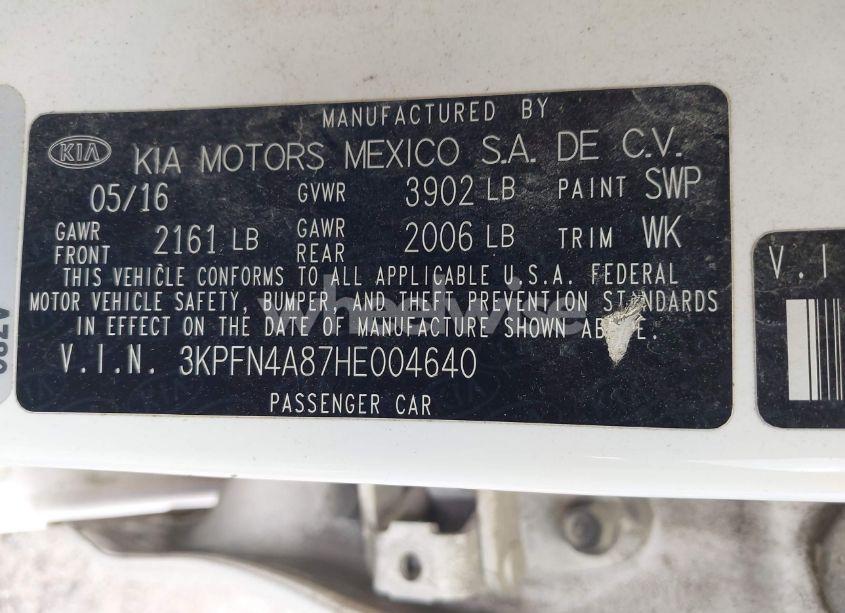 MANUFACTURED BY
KIA KIA MOTORS MEXICO S.A. DE C.V.
05/16 GVWR 3902 LB PAINT SWP
GAWR FRONT 2161 LB GAWR REAR 2006 LB TRIM WK
THIS VEHICLE CONFORMS TO ALL APPLICABLE U.S.A. FEDERAL
MOTOR VEHICLE SAFETY, BUMPER, AND THEFT PREVENTION STANDARDS
IN EFFECT ON THE DATE OF MANUFACTURE SHOWN ABOVE.
V.I.N. 3KPFN4A87HE004640
PASSENGER CAR
V.I
wheelwise